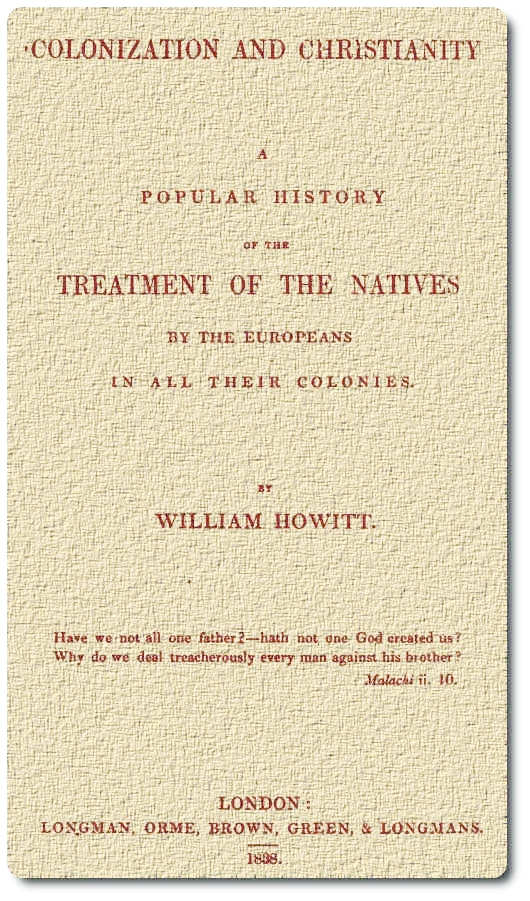 COLONIZATION AND CHRISTIANITY
A
POPULAR HISTORY
OF THE
TREATMENT OF THE NATIVES
BY THE EUROPEANS
IN ALL THEIR COLONIES.
BY
WILLIAM HOWITT.
Have we not all one father?—hath not one God created us?
Why do we deal treacherously every man against his brother?
Malachi ii. 10.
LONDON:
LONGMAN, ORME, BROWN, GREEN, & LONGMANS.
1838.